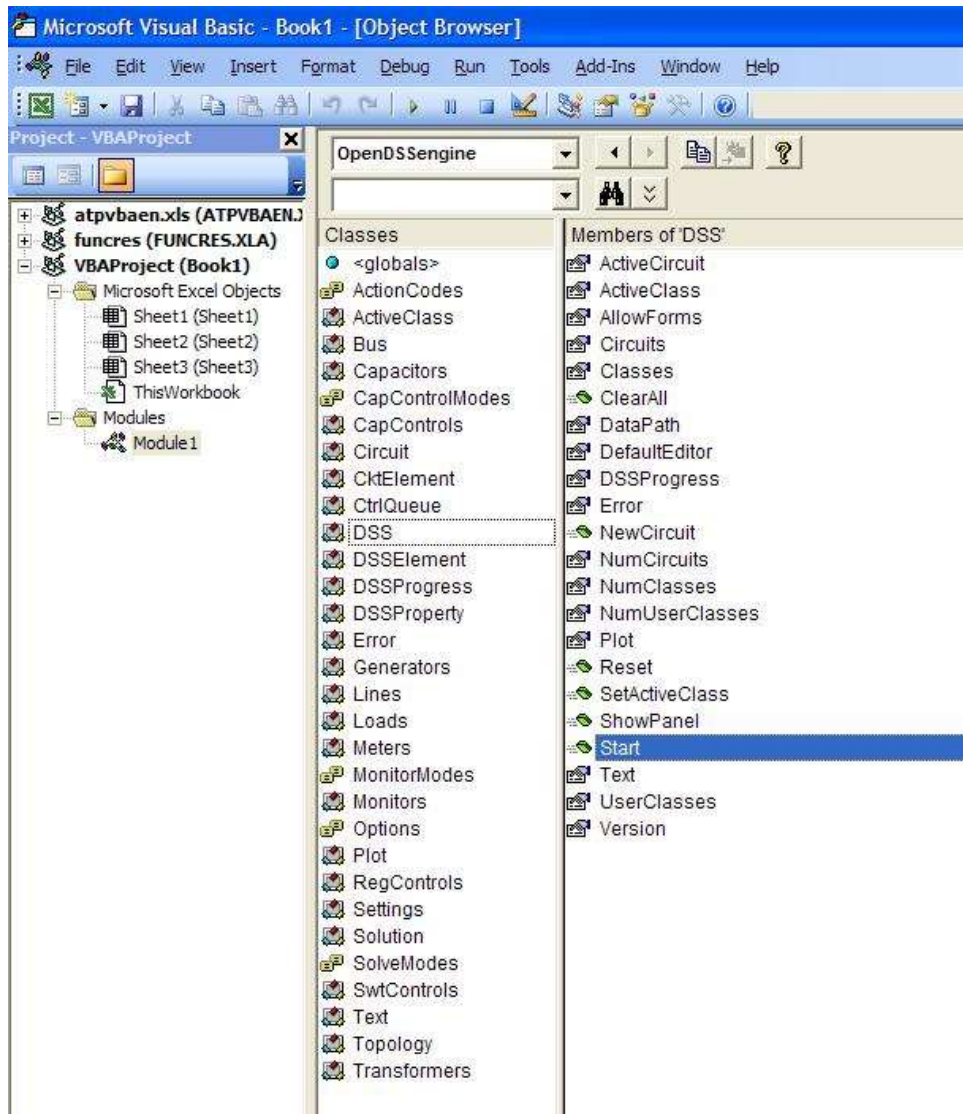 Microsoft Visual Basic - Book1 - [Object Browser]
File Edit View Insert Format Debug Run Tools Add-Ins Window Help
Project - VBAProject
OpenDSSengine
atpvbaen.xls (ATPVBAEN.X
funcres (FUNCRES.XLA)
VBAProject (Book1)
Microsoft Excel Objects
Sheet1 (Sheet1)
Sheet2 (Sheet2)
Sheet3 (Sheet3)
ThisWorkbook
Modules
Module1
Classes
<globals>
ActionCodes
ActiveClass
Bus
Capacitors
CapControlModes
CapControls
Circuit
CktElement
CtrlQueue
DSS
DSSElement
DSSProgress
DSSProperty
Error
Generators
Lines
Loads
Meters
MonitorModes
Monitors
Options
Plot
RegControls
Settings
Solution
SolveModes
SwtControls
Text
Topology
Transformers
Members of 'DSS'
ActiveCircuit
ActiveClass
AllowForms
Circuits
Classes
ClearAll
DataPath
DefaultEditor
DSSProgress
Error
NewCircuit
NumCircuits
NumClasses
NumUserClasses
Plot
Reset
SetActiveClass
ShowPanel
Start
Text
UserClasses
Version